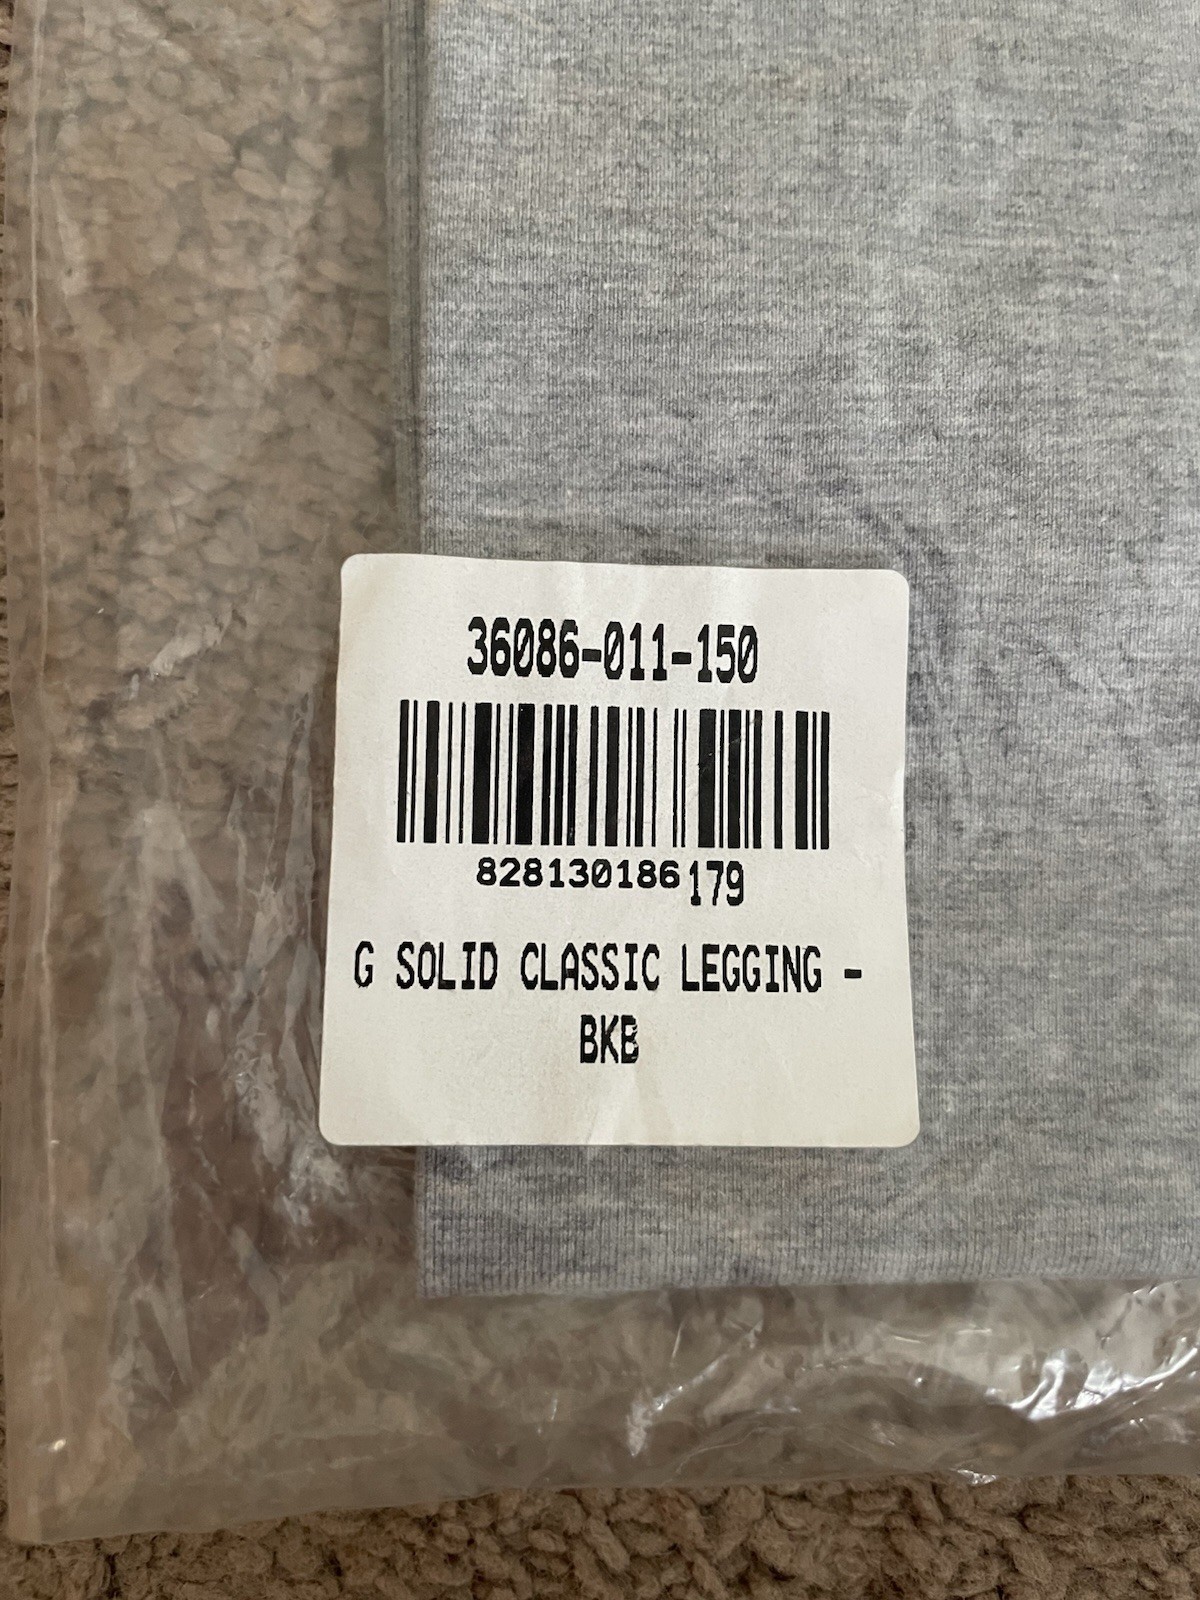 36086-011-150
828130186179
G SOLID CLASSIC LEGGING -
BKB